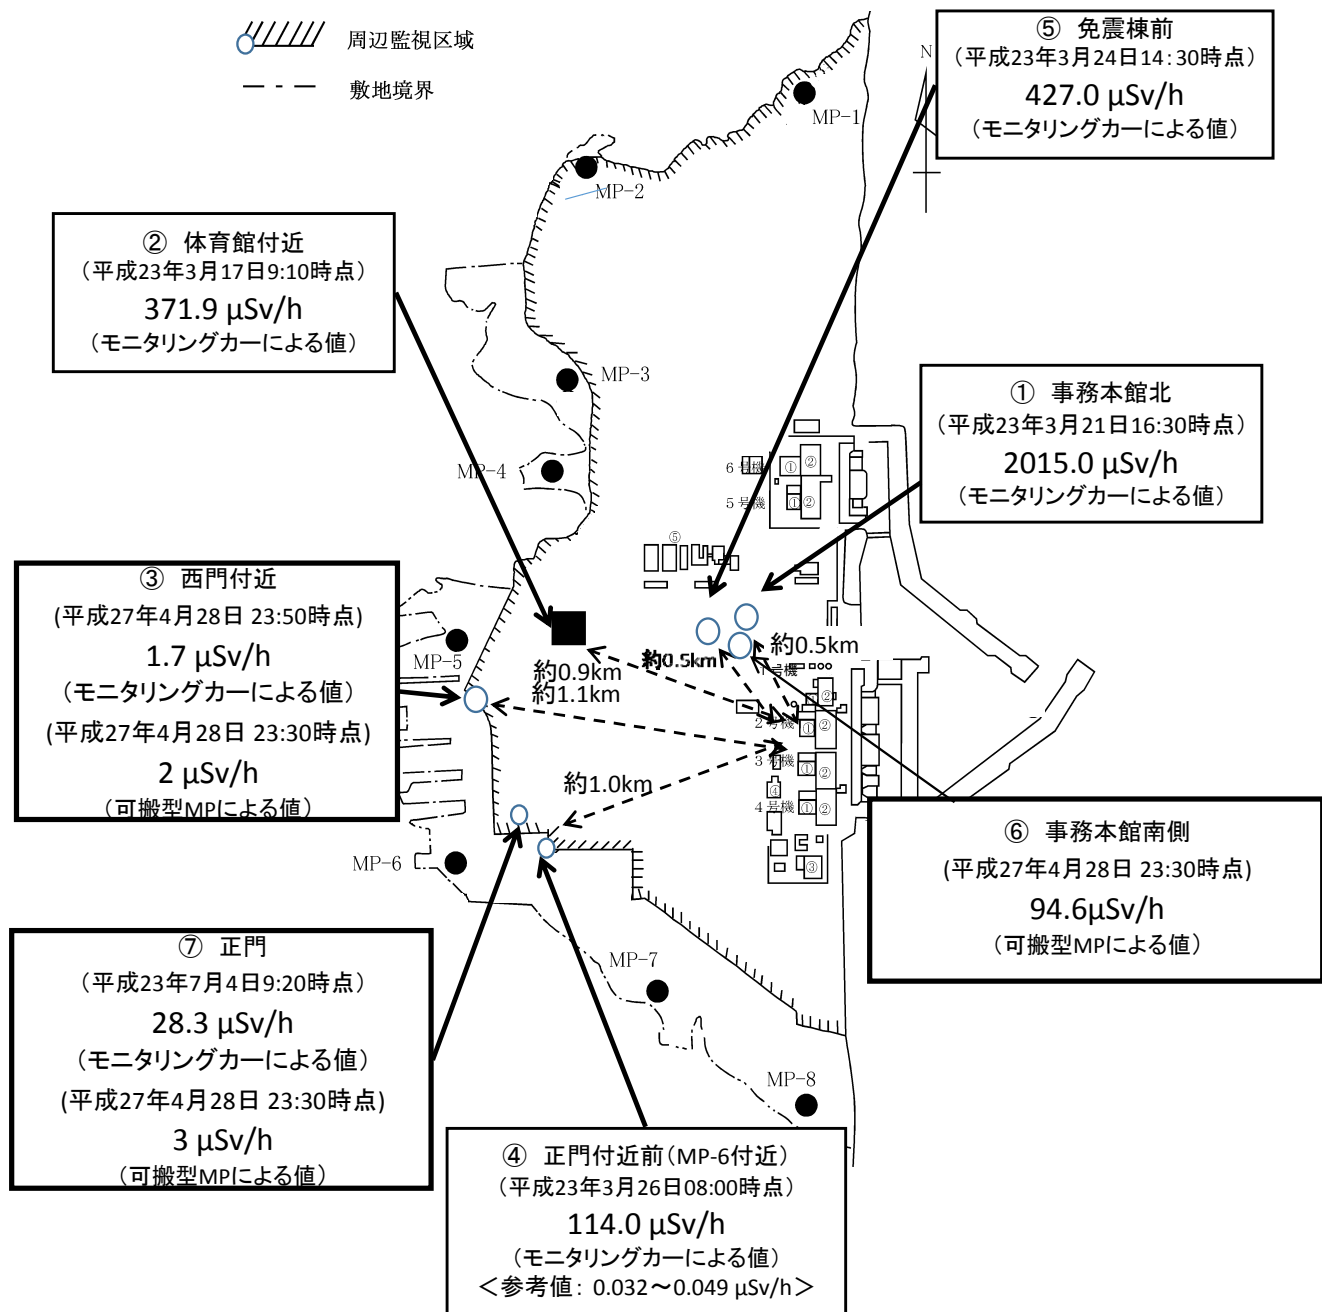 周辺監視区域
敷地境界
⑤ 免震棟前
(平成23年3月24日14:30時点)
427.0 μSv/h
(モニタリングカーによる値)
N
MP-1
MP-2
② 体育館付近
(平成23年3月17日9:10時点)
371.9 μSv/h
(モニタリングカーによる値)
MP-3
MP-4
① 事務本館北
(平成23年3月21日16:30時点)
2015.0 μSv/h
(モニタリングカーによる値)
6号機
① ②
5号機
① ②
⑤
③ 西門付近
(平成27年4月28日 23:50時点)
1.7 μSv/h
(モニタリングカーによる値)
(平成27年4月28日 23:30時点)
2 μSv/h
(可搬型MPによる値)
MP-5
約0.9km
約1.1km
約0.5km
約0.5km
1号機
②
2号機
① ②
3号機
① ②
④
4号機
① ②
③
約1.0km
MP-6
⑥ 事務本館南側
(平成27年4月28日 23:30時点)
94.6μSv/h
(可搬型MPによる値)
⑦ 正門
(平成23年7月4日9:20時点)
28.3 μSv/h
(モニタリングカーによる値)
(平成27年4月28日 23:30時点)
3 μSv/h
(可搬型MPによる値)
MP-7
MP-8
④ 正門付近前(MP-6付近)
(平成23年3月26日08:00時点)
114.0 μSv/h
(モニタリングカーによる値)
<参考値: 0.032~0.049 μSv/h>